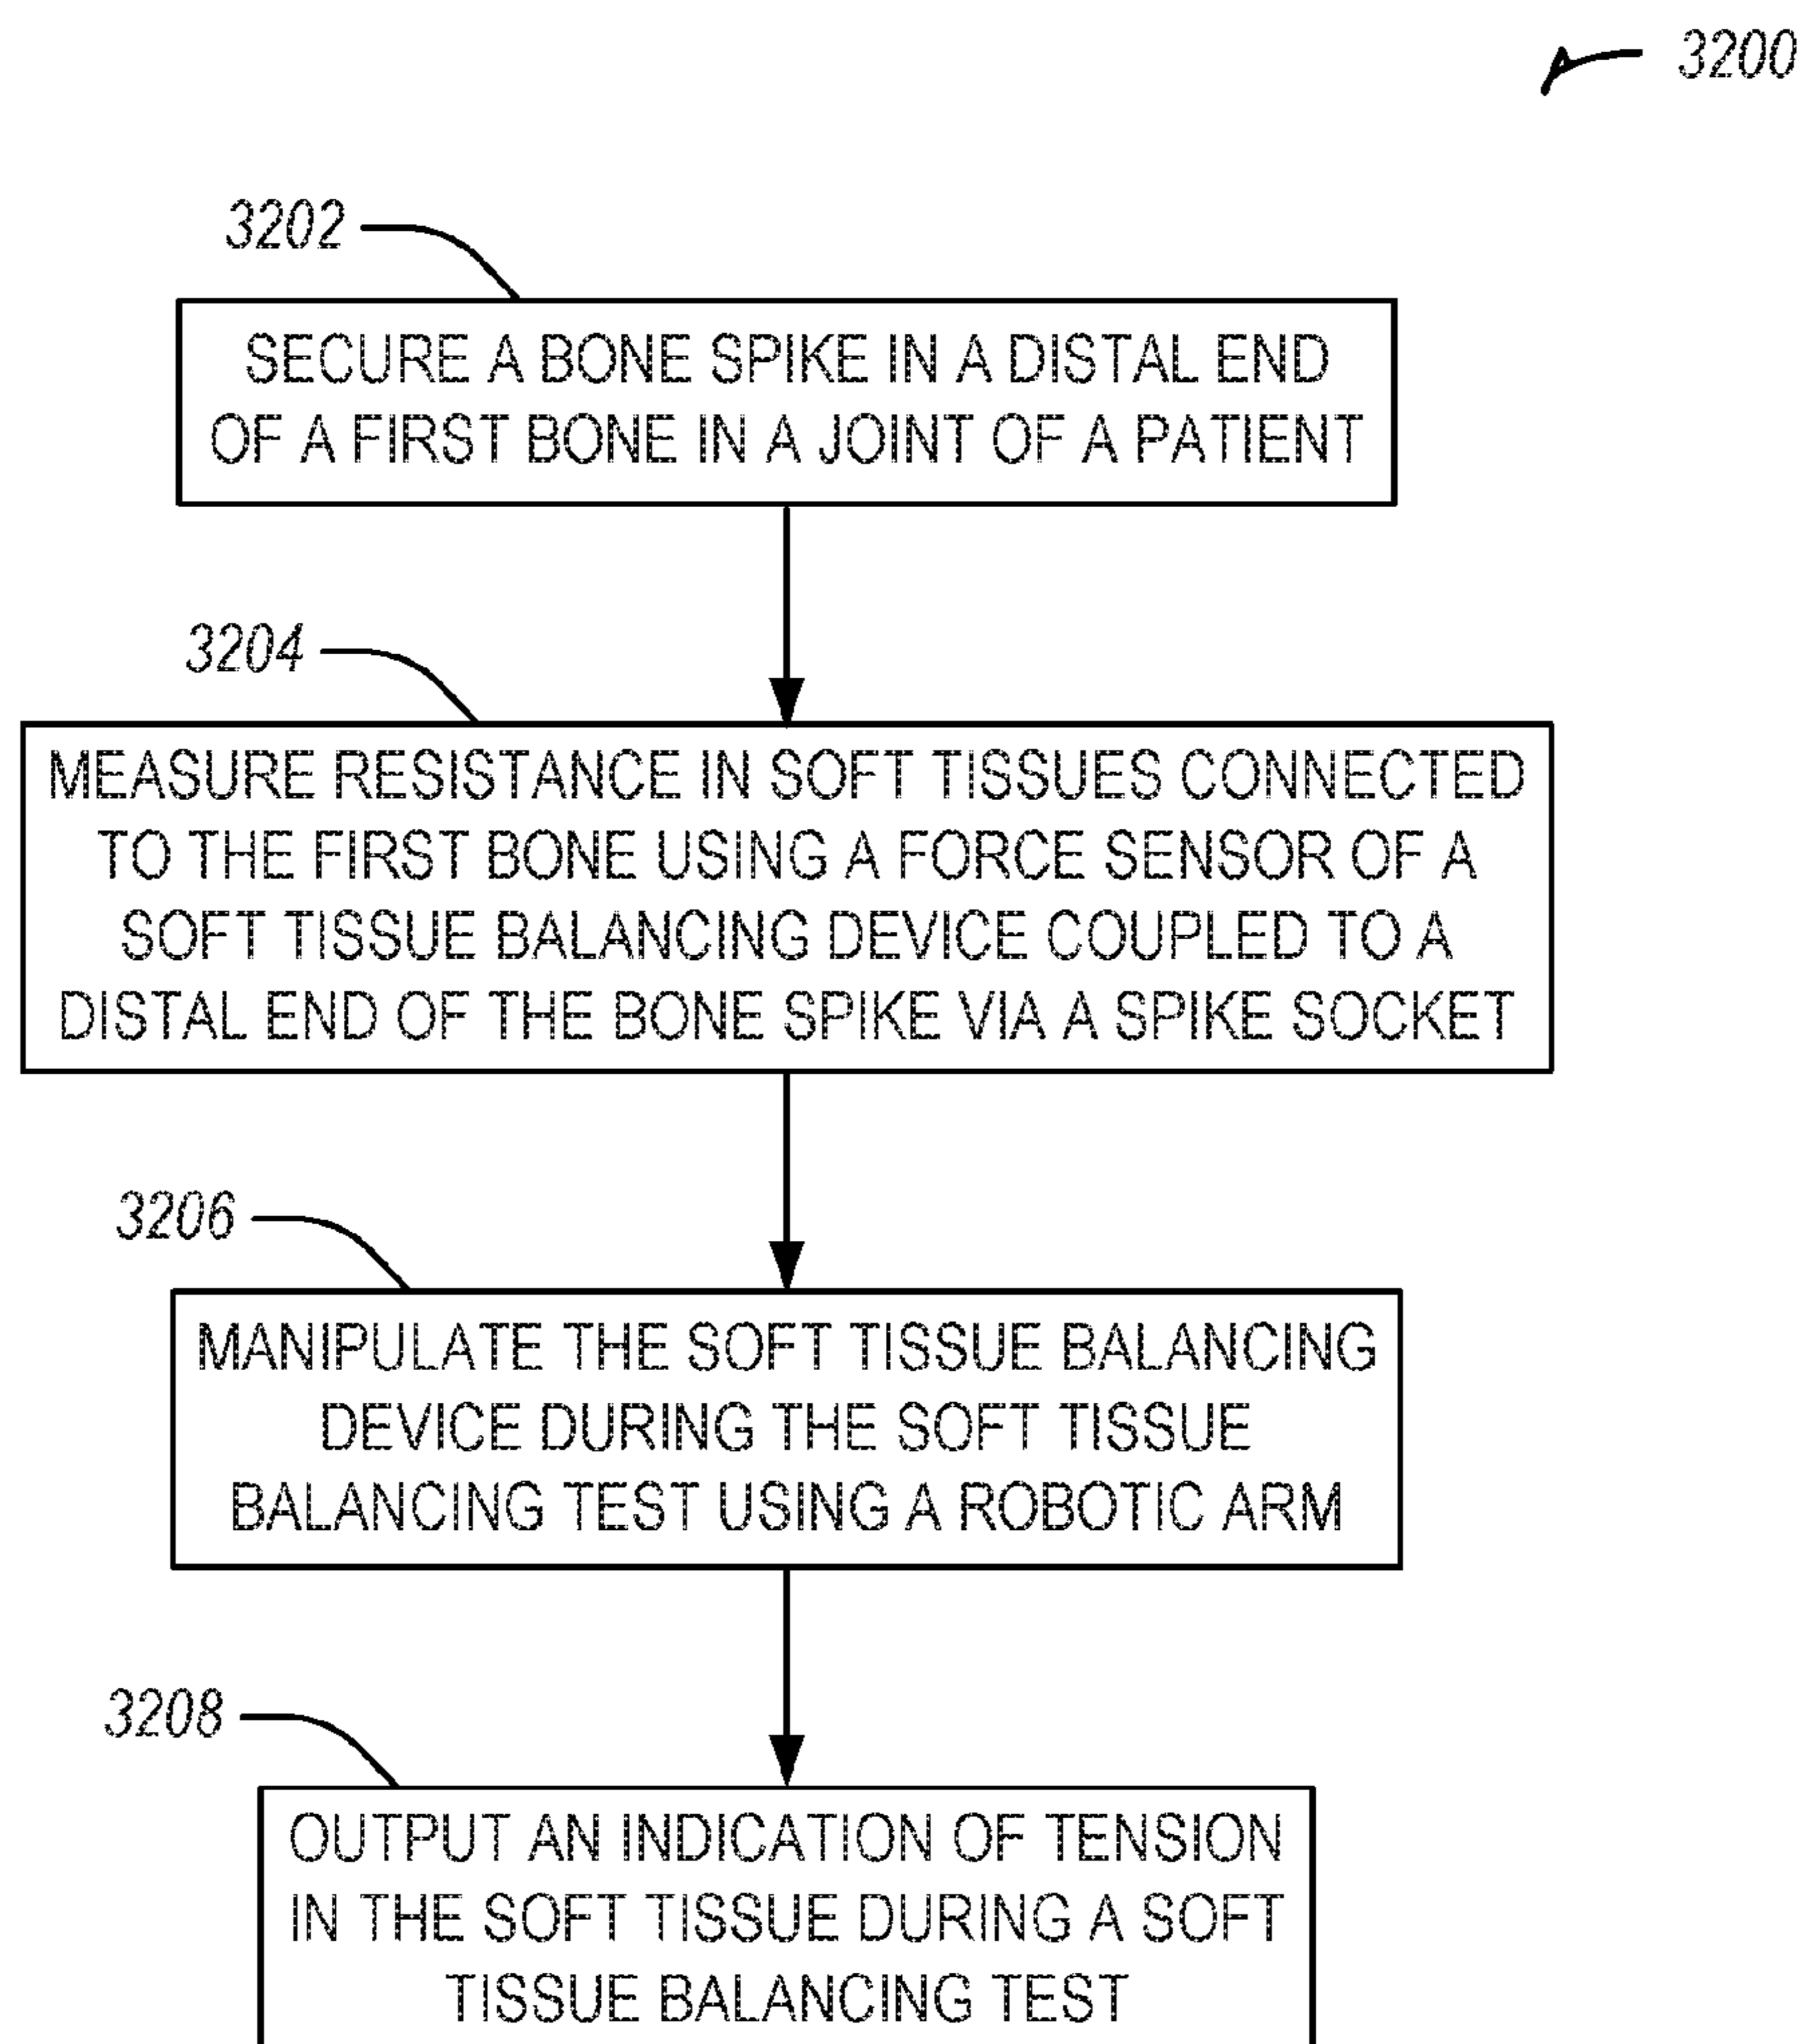 3200
3202
SECURE A BONE SPIKE IN A DISTAL END
OF A FIRST BONE IN A JOINT OF A PATIENT
3204
MEASURE RESISTANCE IN SOFT TISSUES CONNECTED
TO THE FIRST BONE USING A FORCE SENSOR OF A
SOFT TISSUE BALANCING DEVICE COUPLED TO A
DISTAL END OF THE BONE SPIKE VIA A SPIKE SOCKET
3206
MANIPULATE THE SOFT TISSUE BALANCING
DEVICE DURING THE SOFT TISSUE
BALANCING TEST USING A ROBOTIC ARM
3208
OUTPUT AN INDICATION OF TENSION
IN THE SOFT TISSUE DURING A SOFT
TISSUE BALANCING TEST